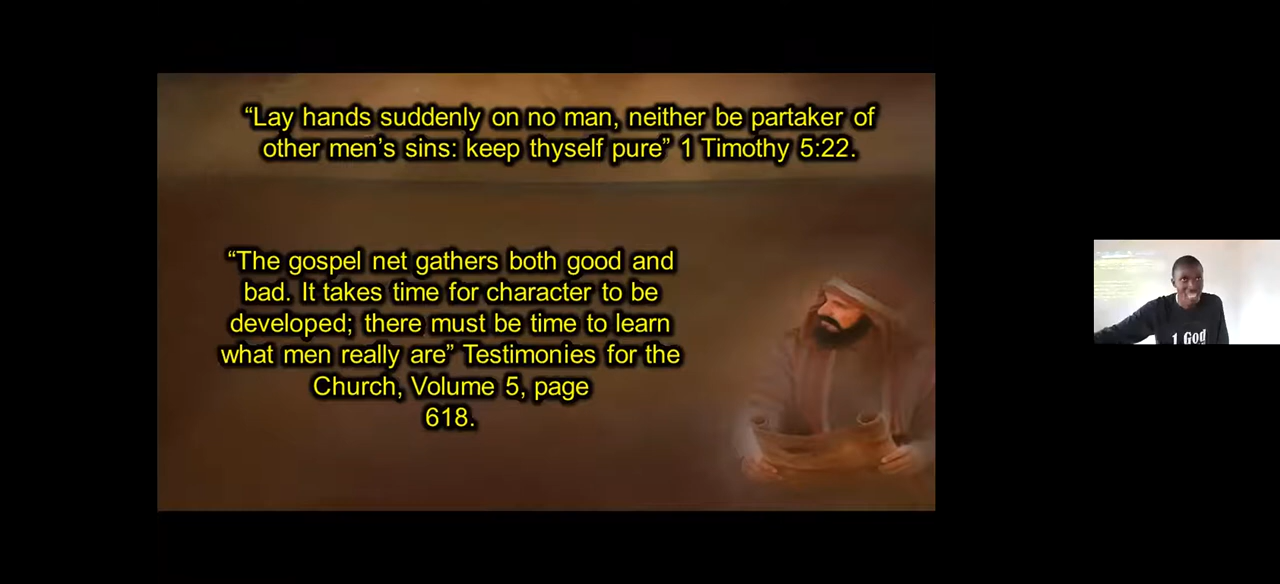 “Lay hands suddenly on no man, neither be partaker of
other men’s sins: keep thyself pure” 1 Timothy 5:22.
“The gospel net gathers both good and
bad. It takes time for character to be
developed; there must be time to learn
what men really are” Testimonies for the
Church, Volume 5, page
618.
1 God